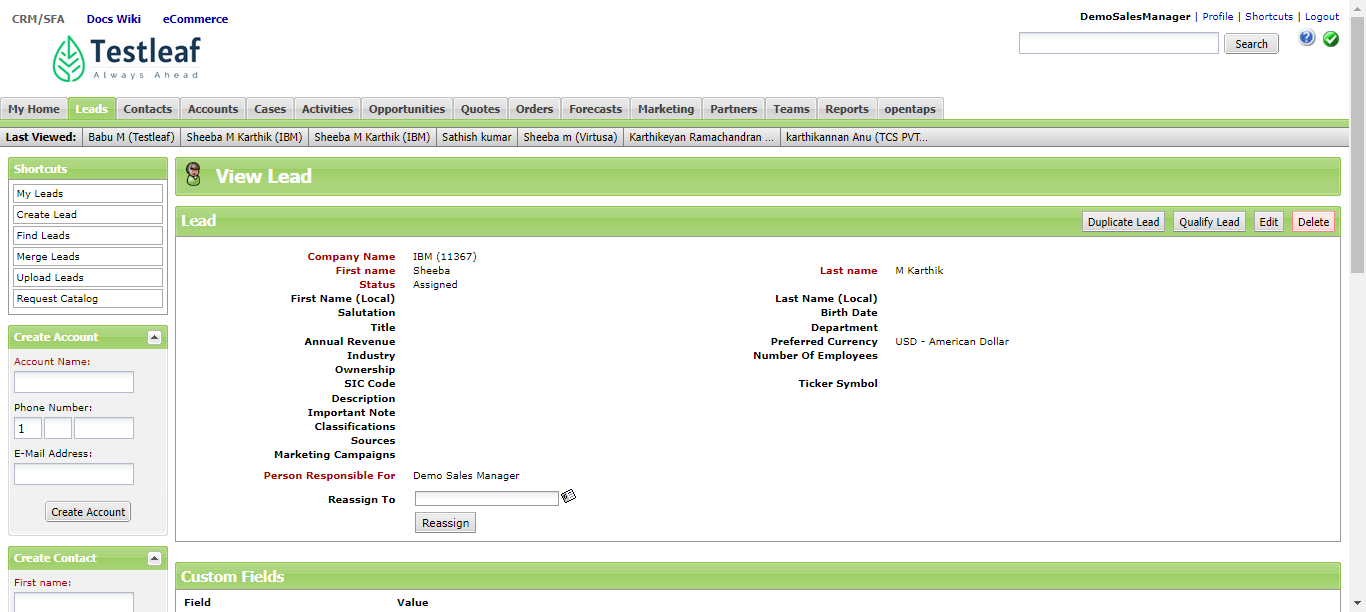 CRM/SFA Docs Wiki eCommerce
DemoSalesManager | Profile | Shortcuts | Logout
Testleaf
Always Ahead
Search
?
My Home Leads Contacts Accounts Cases Activities Opportunities Quotes Orders Forecasts Marketing Partners Teams Reports opentaps
Last Viewed: Babu M (Testleaf) Sheeba M Karthik (IBM) Sheeba M Karthik (IBM) Sathish kumar Sheeba m (Virtusa) Karthikeyan Ramachandran ... karthikannan Anu (TCS PVT...
Shortcuts
My Leads
Create Lead
Find Leads
Merge Leads
Upload Leads
Request Catalog
Create Account
Account Name:
Phone Number:
1
E-Mail Address:
Create Account
Create Contact
First name:
View Lead
Lead Duplicate Lead Qualify Lead Edit Delete
Company Name IBM (11367)
First name Sheeba Last name M Karthik
Status Assigned
First Name (Local) Last Name (Local)
Salutation Birth Date
Title Department
Annual Revenue Preferred Currency USD - American Dollar
Industry Number Of Employees
Ownership
SIC Code Ticker Symbol
Description
Important Note
Classifications
Sources
Marketing Campaigns
Person Responsible For Demo Sales Manager
Reassign To
Reassign
Custom Fields
Field Value